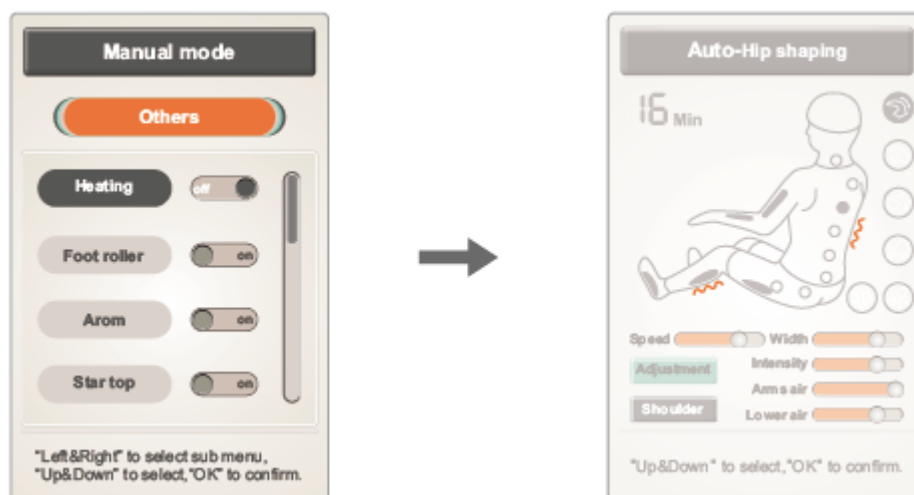 Manual mode
Others
Heating off
Foot roller on
Arom on
Star top on
"Left&Right" to select sub menu,
"Up&Down" to select,"OK" to confirm.
Auto-Hip shaping
16 Min
Speed Width
Adjustment Intensity
Arms air
Shoulder Lower air
"Up&Down" to select,"OK" to confirm.